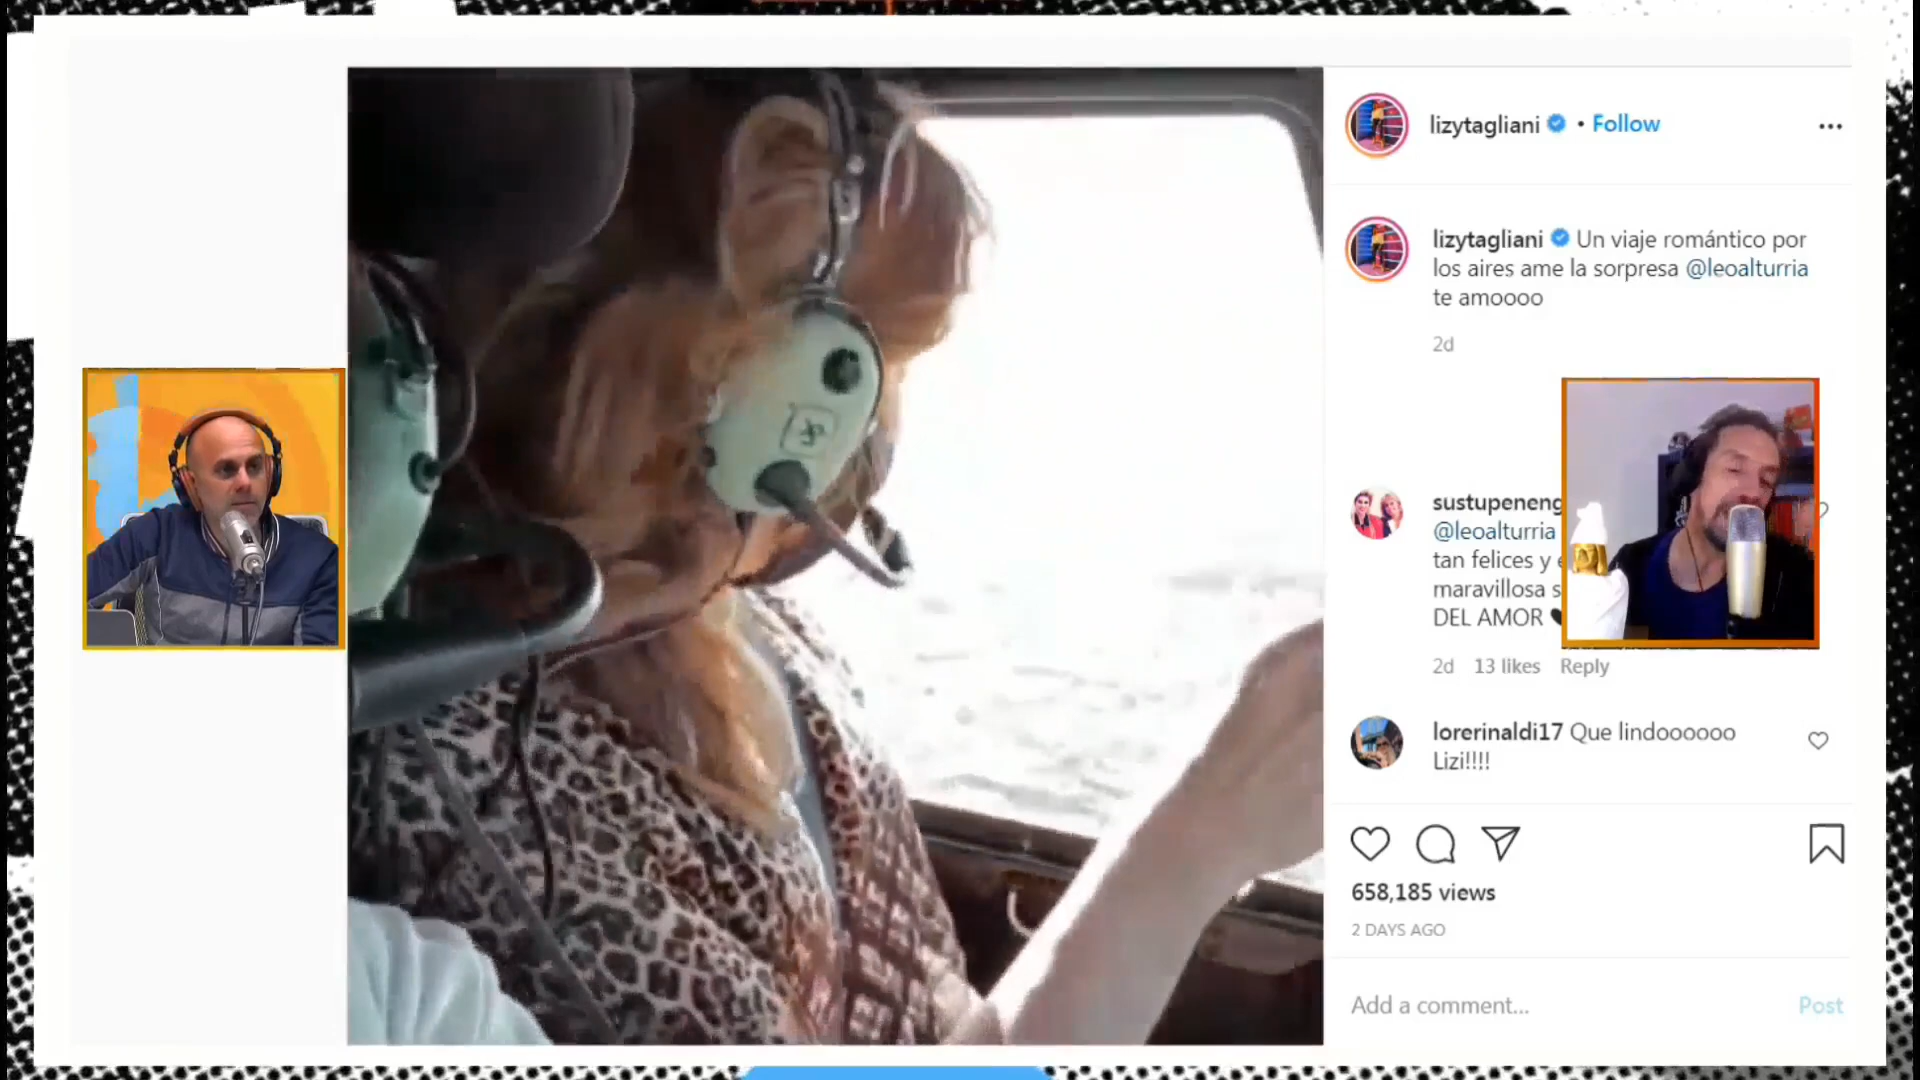 lizytagliani • Follow
lizytagliani Un viaje romántico por
los aires ame la sorpresa @leoalturria
te amoooo
2d
sustupeneng
@leoalturria
tan felices y
maravillosa s
DEL AMOR
2d 13 likes Reply
lorerinaldi17 Que lindoooooo
Lizi!!!!
658,185 views
2 DAYS AGO
Add a comment... Post